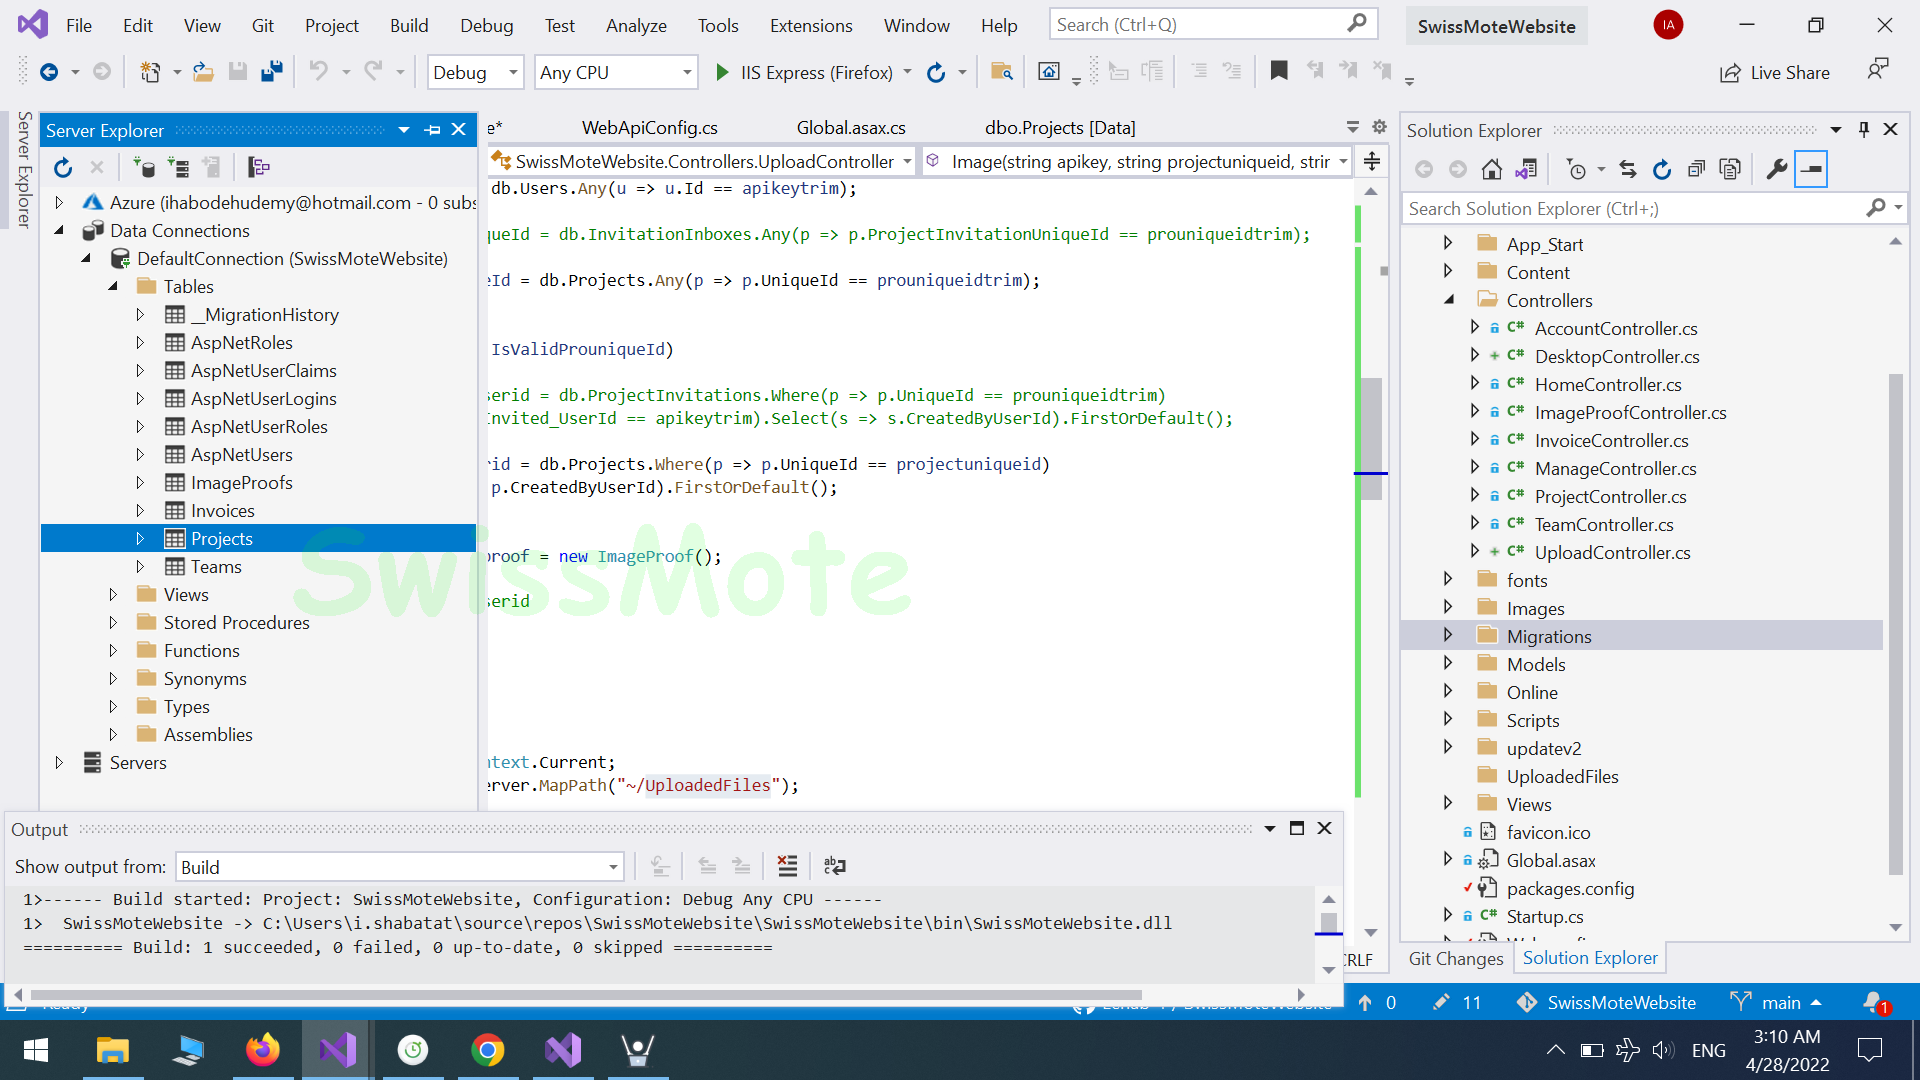 File Edit View Git Project Build Debug Test Analyze Tools Extensions Window Help
Search (Ctrl+Q)
SwissMoteWebsite
IA
Debug
Any CPU
IIS Express (Firefox)
Live Share
Server Explorer
Server Explorer
Azure (ihabodehudemy@hotmail.com - 0 subs
Data Connections
DefaultConnection (SwissMoteWebsite)
Tables
__MigrationHistory
AspNetRoles
AspNetUserClaims
AspNetUserLogins
AspNetUserRoles
AspNetUsers
ImageProofs
Invoices
Projects
Teams
Views
Stored Procedures
Functions
Synonyms
Types
Assemblies
Servers
e* WebApiConfig.cs Global.asax.cs dbo.Projects [Data]
SwissMoteWebsite.Controllers.UploadController
Image(string apikey, string projectuniqueid, strir
db.Users.Any(u => u.Id == apikeytrim);
queId = db.InvitationInboxes.Any(p => p.ProjectInvitationUniqueId == prouniqueidtrim);
eId = db.Projects.Any(p => p.UniqueId == prouniqueidtrim);
IsValidProuniqueId)
serid = db.ProjectInvitations.Where(p => p.UniqueId == prouniqueidtrim)
Invited_UserId == apikeytrim).Select(s => s.CreatedByUserId).FirstOrDefault();
rid = db.Projects.Where(p => p.UniqueId == projectuniqueid)
p.CreatedByUserId).FirstOrDefault();
proof = new ImageProof();
SwissMote
serid
ntext.Current;
erver.MapPath("~/UploadedFiles");
CRLF
Solution Explorer
Search Solution Explorer (Ctrl+;)
App_Start
Content
Controllers
C# AccountController.cs
C# DesktopController.cs
C# HomeController.cs
C# ImageProofController.cs
C# InvoiceController.cs
C# ManageController.cs
C# ProjectController.cs
C# TeamController.cs
C# UploadController.cs
fonts
Images
Migrations
Models
Online
Scripts
updatev2
UploadedFiles
Views
favicon.ico
Global.asax
packages.config
C# Startup.cs
Git Changes Solution Explorer
Output
Show output from: Build
1>------ Build started: Project: SwissMoteWebsite, Configuration: Debug Any CPU ------
1>  SwissMoteWebsite -> C:\Users\i.shabatat\source\repos\SwissMoteWebsite\SwissMoteWebsite\bin\SwissMoteWebsite.dll
========== Build: 1 succeeded, 0 failed, 0 up-to-date, 0 skipped ==========
0 11 SwissMoteWebsite main 1
ENG
3:10 AM
4/28/2022